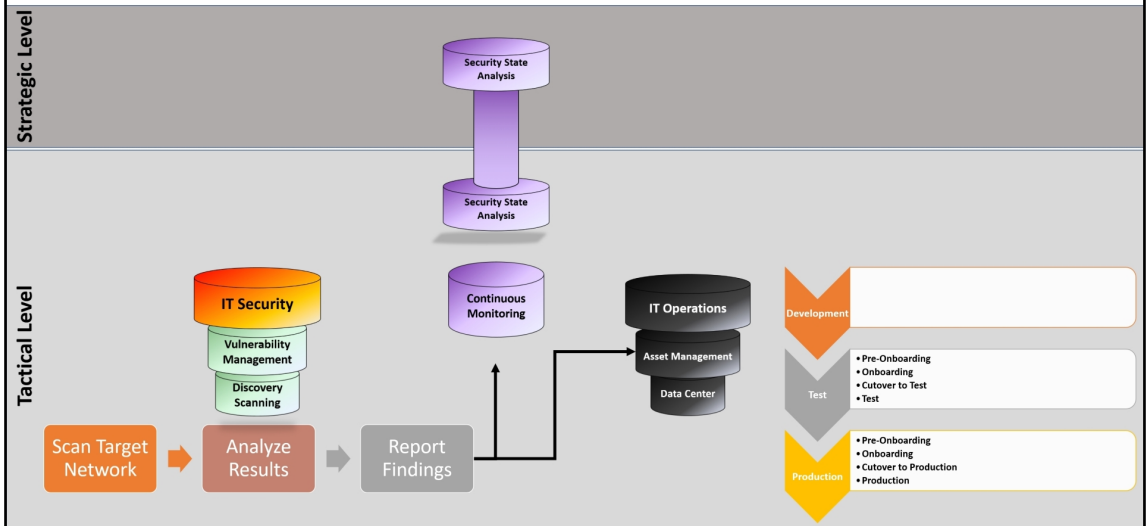 Strategic Level
Security State
Analysis
Security State
Analysis
Tactical Level
IT Security
Vulnerability
Management
Discovery
Scanning
Continuous
Monitoring
IT Operations
Asset Management
Data Center
Scan Target
Network
Analyze
Results
Report
Findings
Development
Test
• Pre-Onboarding
• Onboarding
• Cutover to Test
• Test
Production
• Pre-Onboarding
• Onboarding
• Cutover to Production
• Production